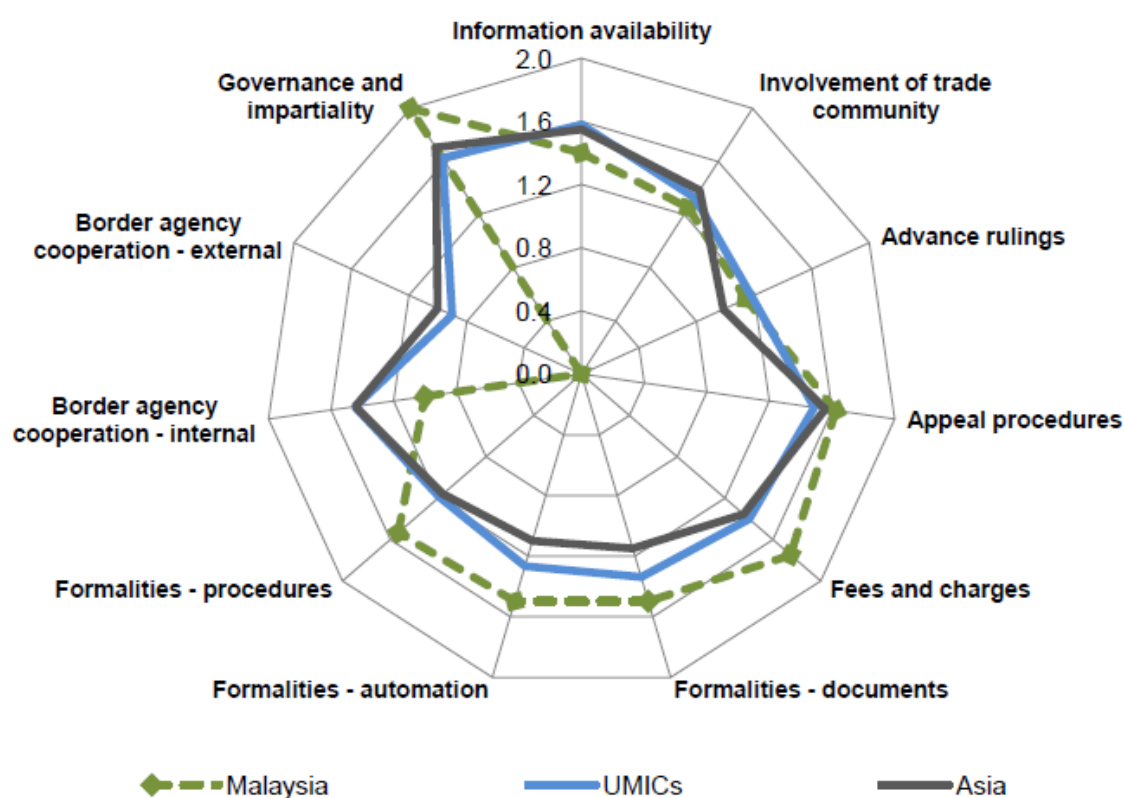 Information availability
2.0
Governance and
impartiality
Involvement of trade
community
1.6
1.2
Border agency
cooperation - external
Advance rulings
0.8
0.4
0.0
Border agency
cooperation - internal
Appeal procedures
Formalities - procedures
Fees and charges
Formalities - automation
Formalities - documents
Malaysia
UMICs
Asia